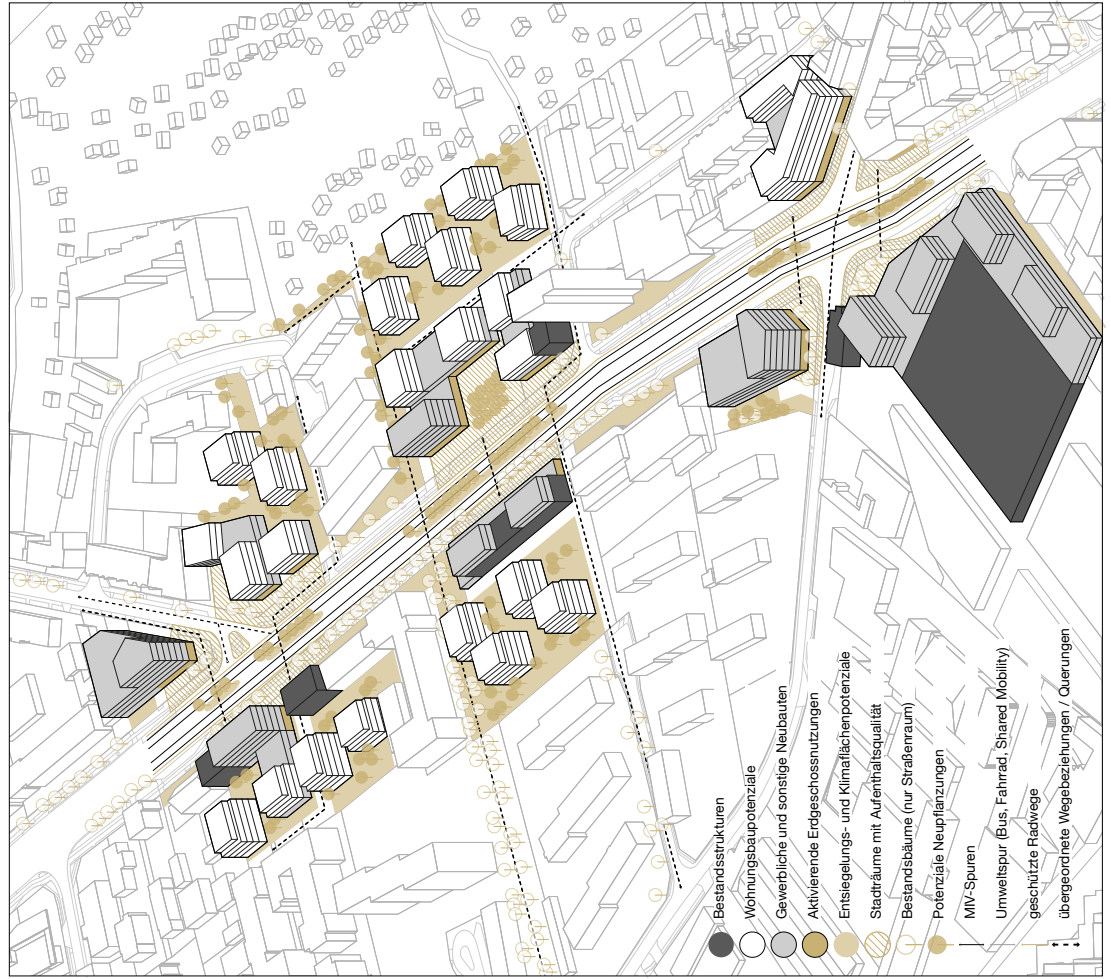 Bestandsstrukturen
Wohnungsbaupotenziale
Gewerbliche und sonstige Neubauten
Aktivierende Erdgeschossnutzungen
Entsiegelungs- und Klimaflächenpotenziale
Stadträume mit Aufenthaltsqualität
Bestandsbäume (nur Straßenraum)
Potenziale Neupflanzungen
MIV-Spuren
Umweltspur (Bus, Fahrrad, Shared Mobility)
geschützte Radwege
übergeordnete Wegebeziehungen / Querungen